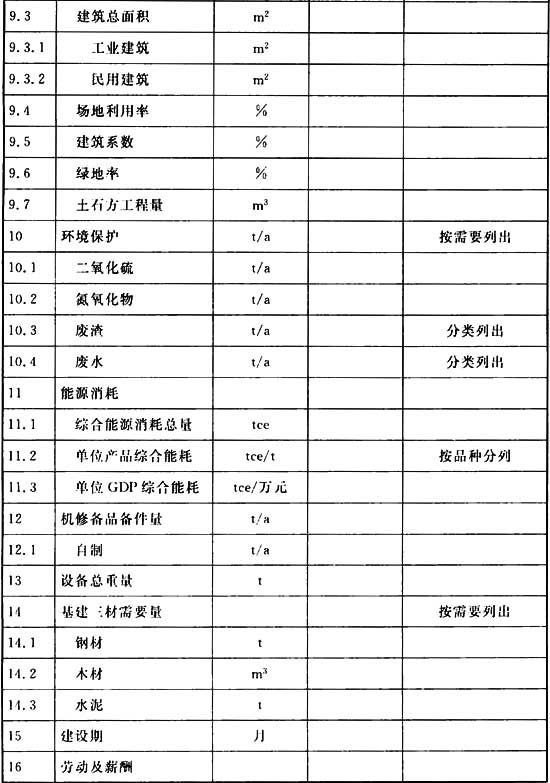 9.3 建筑总面积 m²
9.3.1 工业建筑 m²
9.3.2 民用建筑 m²
9.4 场地利用率 %
9.5 建筑系数 %
9.6 绿地率 %
9.7 土石方工程量 m³
10 环境保护 t/a 按需要列出
10.1 二氧化硫 t/a
10.2 氮氧化物 t/a
10.3 废渣 t/a 分类列出
10.4 废水 t/a 分类列出
11 能源消耗
11.1 综合能源消耗总量 tce
11.2 单位产品综合能耗 tce/t 按品种分列
11.3 单位GDP综合能耗 tce/万元
12 机修备品备件量 t/a
12.1 自制 t/a
13 设备总重量 t
14 基建三材需要量 按需要列出
14.1 钢材 t
14.2 木材 m³
14.3 水泥 t
15 建设期 月
16 劳动及薪酬